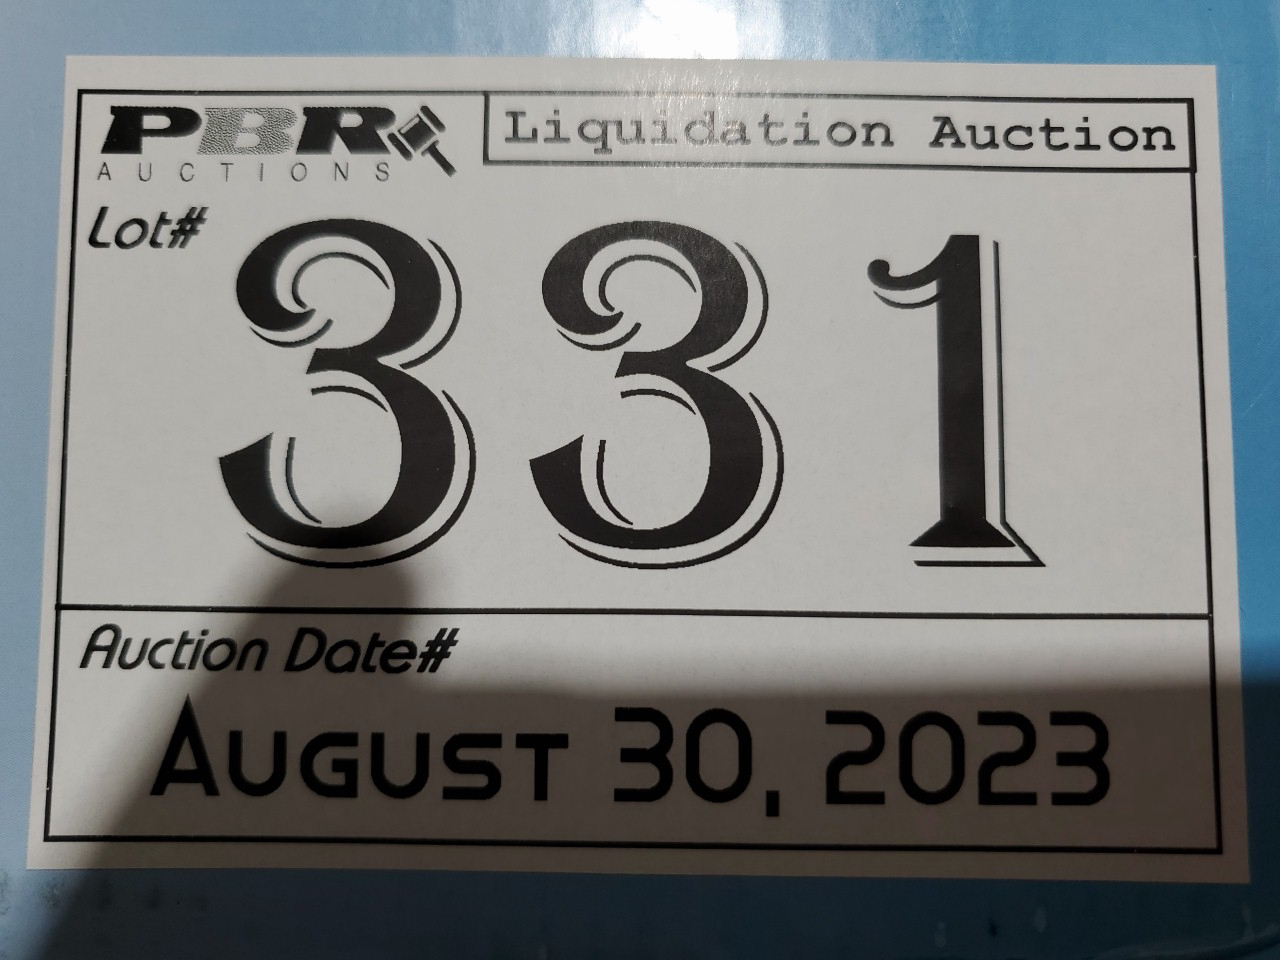 PBR
AUCTIONS
Liquidation Auction
Lot#
331
Auction Date#
AUGUST 30, 2023